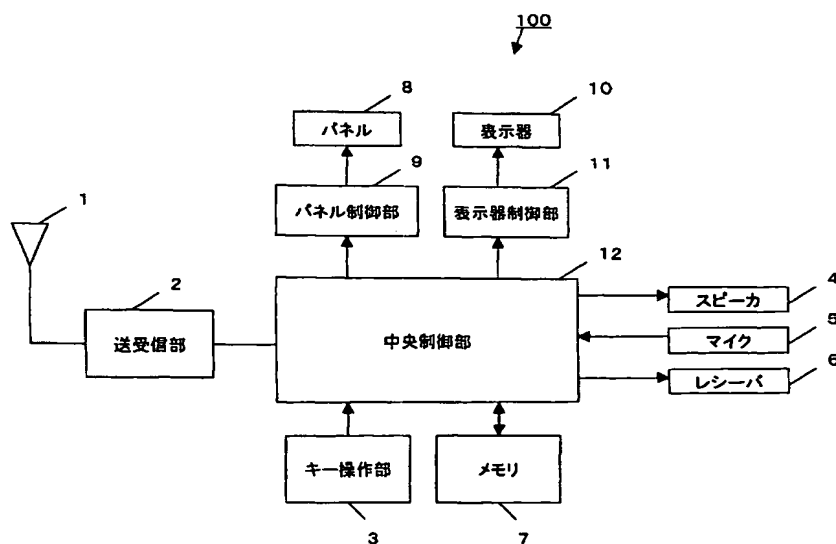 100
8
10
パネル
表示器
9
11
パネル制御部
表示器制御部
1
12
2
4
スピーカ
送受信部
中央制御部
5
マイク
6
レシーバ
キー操作部
メモリ
3
7